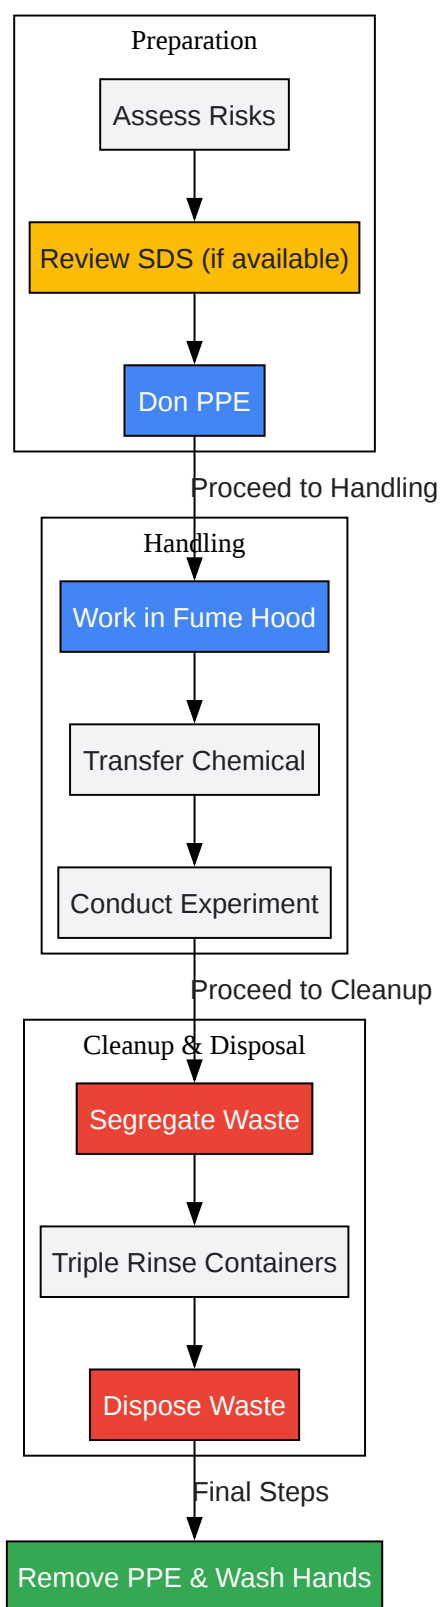 Preparation
Assess Risks
Review SDS (if available)
Don PPE
Proceed to Handling
Handling
Work in Fume Hood
Transfer Chemical
Conduct Experiment
Proceed to Cleanup
Cleanup & Disposal
Segregate Waste
Triple Rinse Containers
Dispose Waste
Final Steps
Remove PPE & Wash Hands